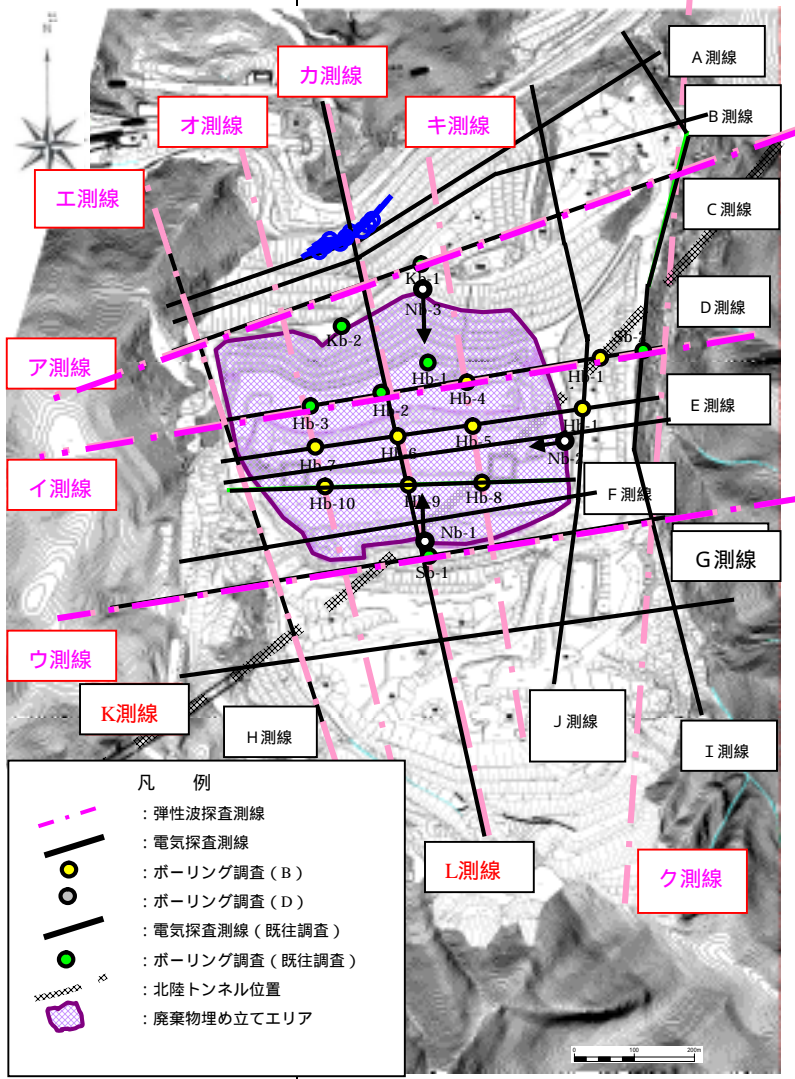 N
カ測線
A測線
オ測線
キ測線
B測線
エ測線
C測線
Kb-1
Nb-3
D測線
Kb-2
Sb-2
ア測線
Hb-1
Hb-1
Hb-4
Hb-2
E測線
Hb-3
Hb-1
Hb-5
Hb-6
Hb-7
Nb-2
イ測線
F測線
Hb-10
Hb-9
Hb-8
Nb-1
G測線
Sb-1
ウ測線
K測線
J測線
H測線
I測線
凡 例
：弾性波探査測線
：電気探査測線
：ボーリング調査（B）
：ボーリング調査（D）
：電気探査測線（既往調査）
：ボーリング調査（既往調査）
：北陸トンネル位置
：廃棄物埋め立てエリア
L測線
ク測線
0 100 200m